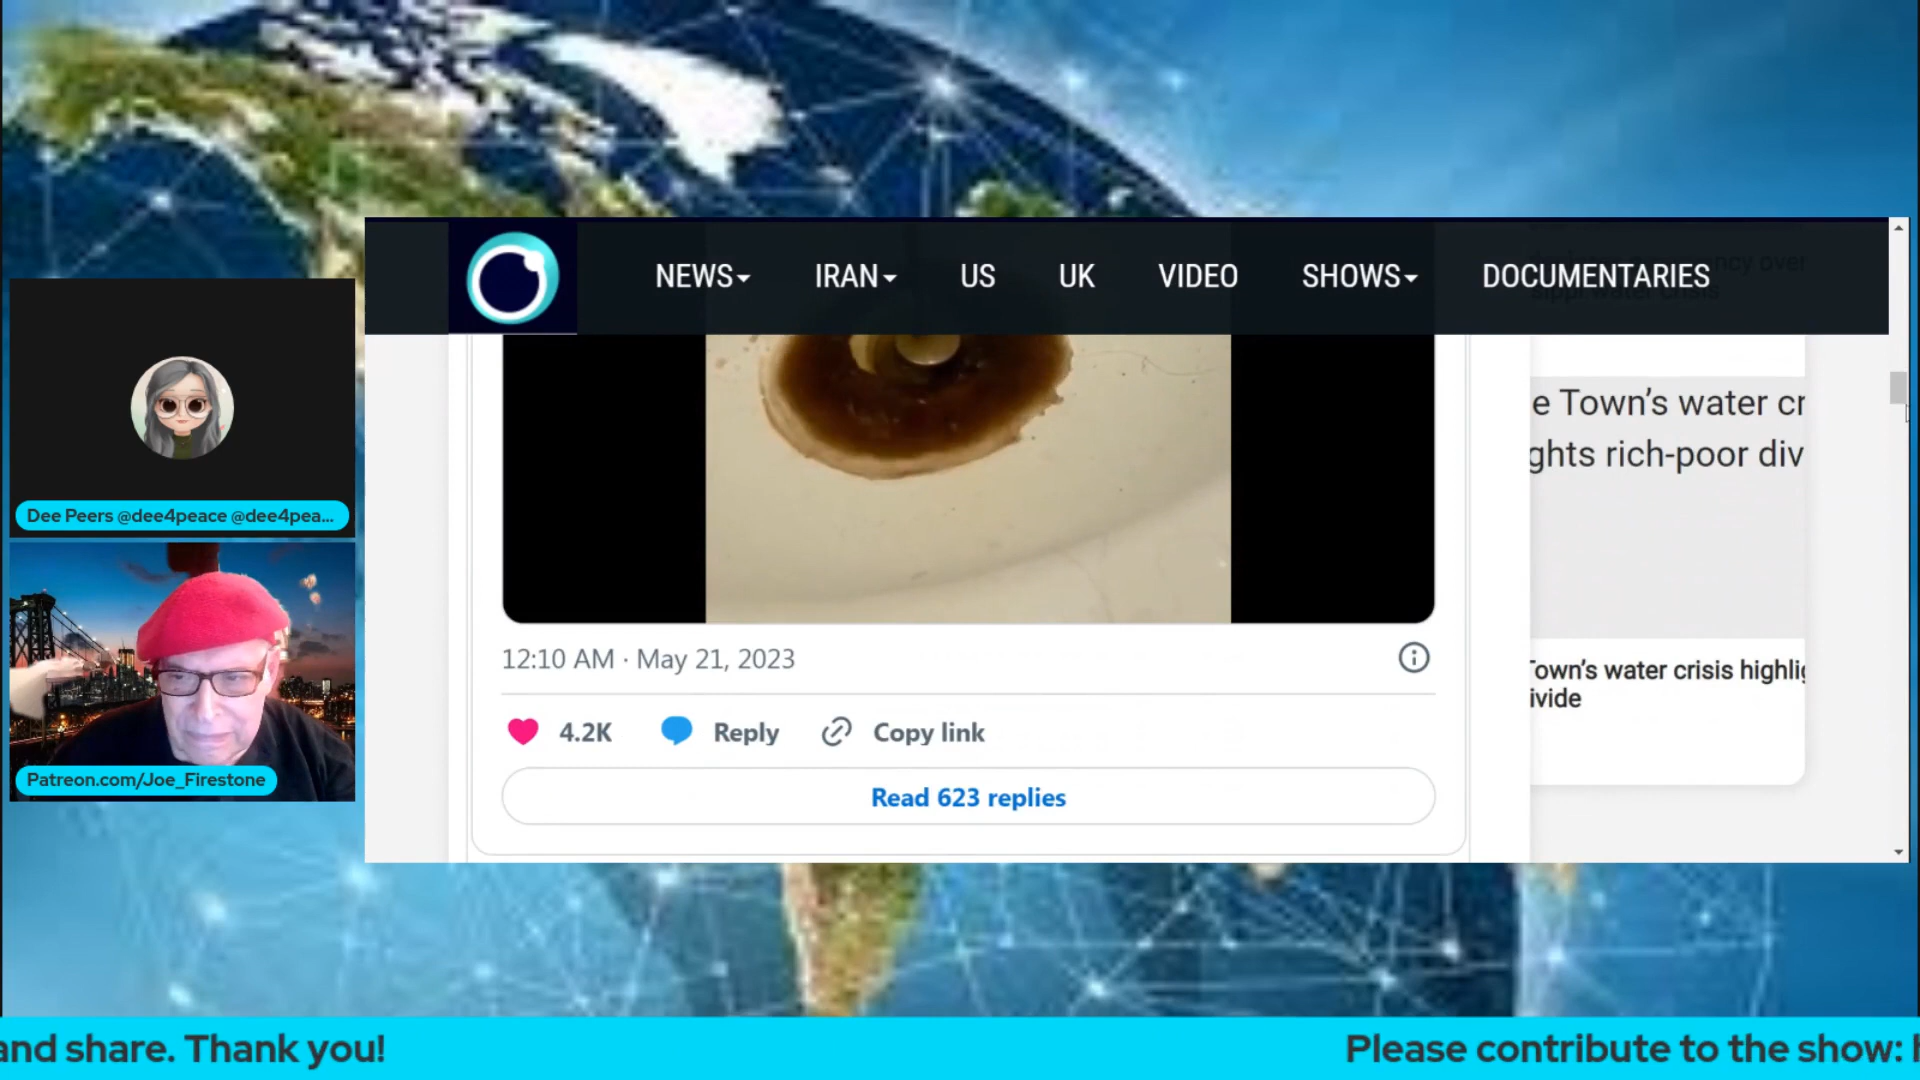 NEWS
IRAN
US
UK
VIDEO
SHOWS
DOCUMENTARIES
e Town's water cr
ghts rich-poor div
Town's water crisis highlig
ivide
12:10 AM · May 21, 2023
4.2K
Reply
Copy link
Read 623 replies
Dee Peers @dee4peace @dee4pea...
Patreon.com/Joe_Firestone
and share. Thank you!
Please contribute to the show: